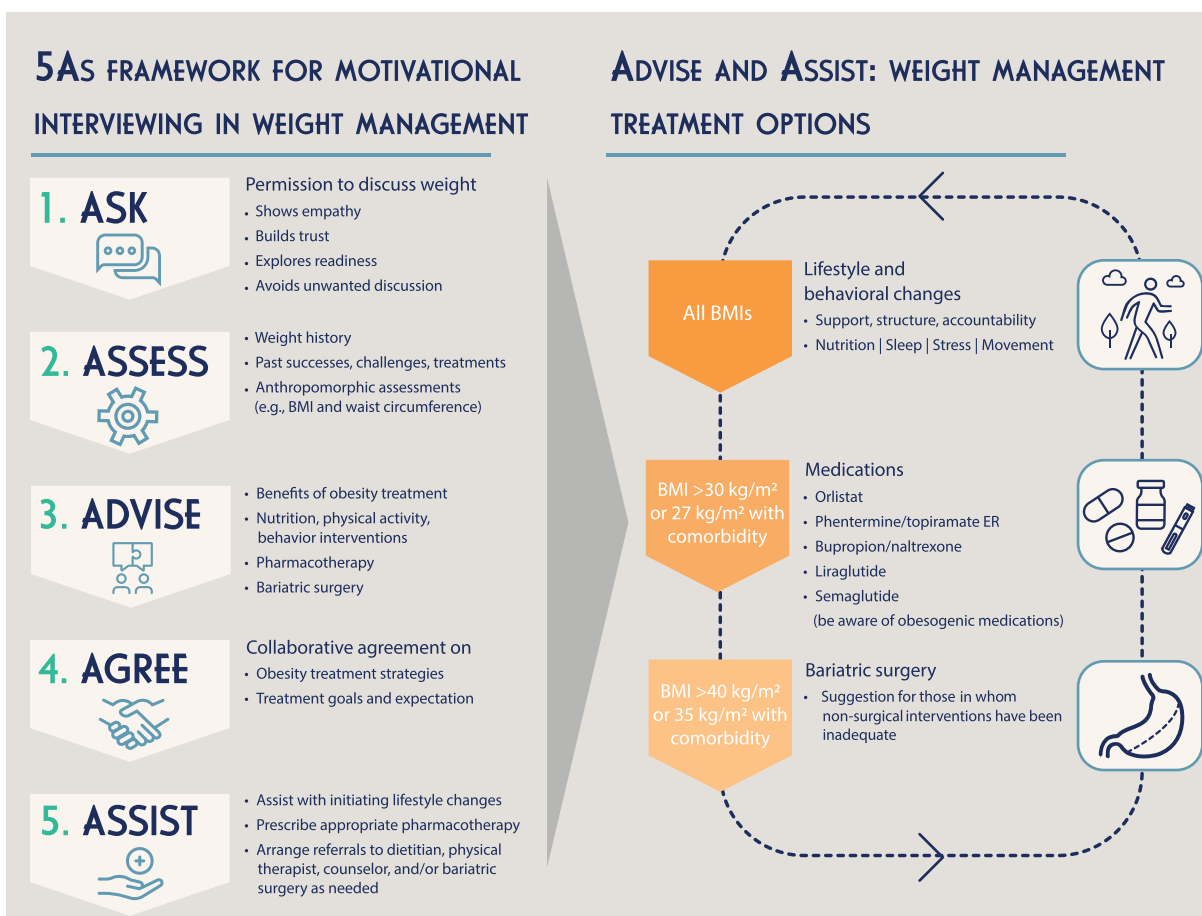 5As framework for motivational
interviewing in weight management
1. ASK
Permission to discuss weight
• Shows empathy
• Builds trust
• Explores readiness
• Avoids unwanted discussion
2. ASSESS
• Weight history
• Past successes, challenges, treatments
• Anthropomorphic assessments
(e.g., BMI and waist circumference)
3. ADVISE
• Benefits of obesity treatment
• Nutrition, physical activity,
behavior interventions
• Pharmacotherapy
• Bariatric surgery
4. AGREE
Collaborative agreement on
• Obesity treatment strategies
• Treatment goals and expectation
5. ASSIST
• Assist with initiating lifestyle changes
• Prescribe appropriate pharmacotherapy
• Arrange referrals to dietitian, physical
therapist, counselor, and/or bariatric
surgery as needed
Advise and Assist: weight management
treatment options
All BMIs
Lifestyle and
behavioral changes
• Support, structure, accountability
• Nutrition | Sleep | Stress | Movement
BMI >30 kg/m²
or 27 kg/m² with
comorbidity
Medications
• Orlistat
• Phentermine/topiramate ER
• Bupropion/naltrexone
• Liraglutide
• Semaglutide
(be aware of obesogenic medications)
BMI >40 kg/m²
or 35 kg/m² with
comorbidity
Bariatric surgery
• Suggestion for those in whom
non-surgical interventions have been
inadequate